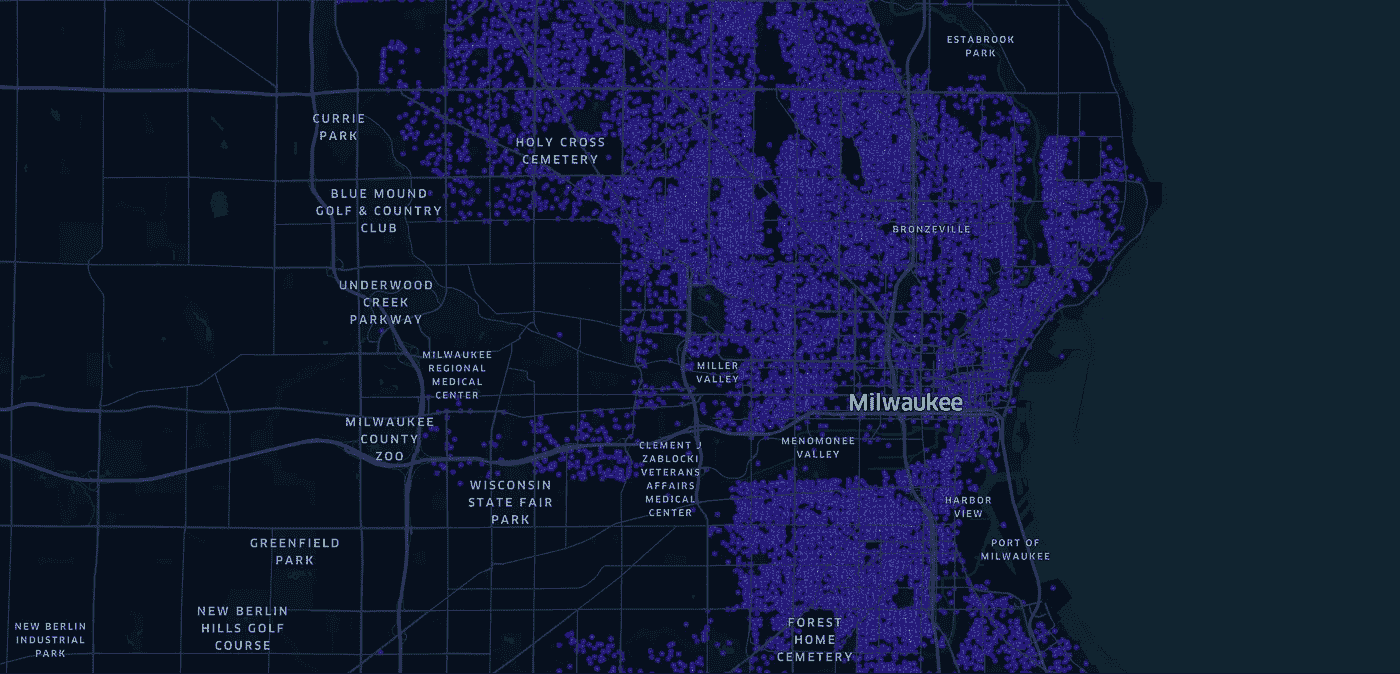 ESTABROOK
PARK
CURRIE
PARK
HOLY CROSS
CEMETERY
BLUE MOUND
GOLF & COUNTRY
CLUB
BRONZEVILLE
UNDERWOOD
CREEK
PARKWAY
MILWAUKEE
REGIONAL
MEDICAL
CENTER
MILLER
VALLEY
Milwaukee
MILWAUKEE
COUNTY
ZOO
MENOMONEE
VALLEY
CLEMENT J
ZABLOCKI
VETERANS
AFFAIRS
MEDICAL
CENTER
WISCONSIN
STATE FAIR
PARK
HARBOR
VIEW
GREENFIELD
PARK
PORT OF
MILWAUKEE
NEW BERLIN
HILLS GOLF
COURSE
NEW BERLIN
INDUSTRIAL
PARK
FOREST
HOME
CEMETERY